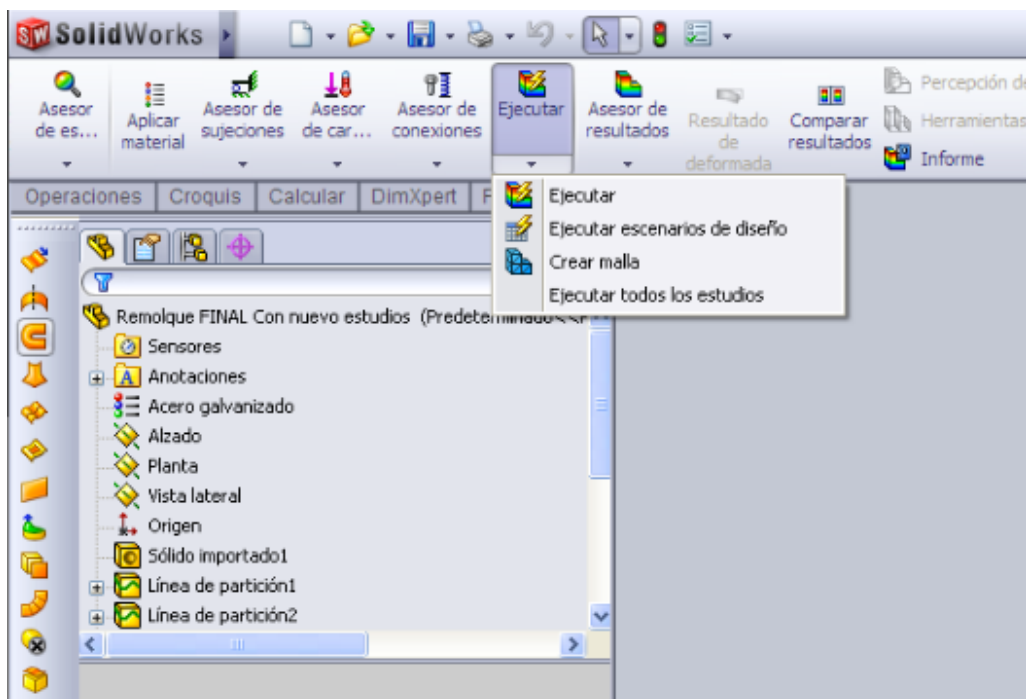 SolidWorks
Asesor de es...
Aplicar material
Asesor de sujeciones
Asesor de car...
Asesor de conexiones
Ejecutar
Asesor de resultados
Resultado de deformada
Comparar resultados
Percepción de
Herramientas
Informe
Operaciones
Croquis
Calcular
DimXpert
Ejecutar
Ejecutar escenarios de diseño
Crear malla
Ejecutar todos los estudios
Remolque FINAL Con nuevo estudios (Predeterminado<<
Sensores
Anotaciones
Acero galvanizado
Alzado
Planta
Vista lateral
Origen
Sólido importado1
Línea de partición1
Línea de partición2